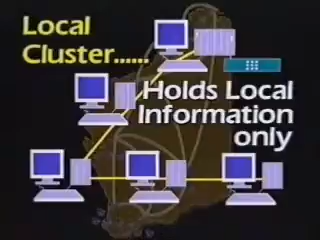 Local
Cluster......
Holds Local
Information
only